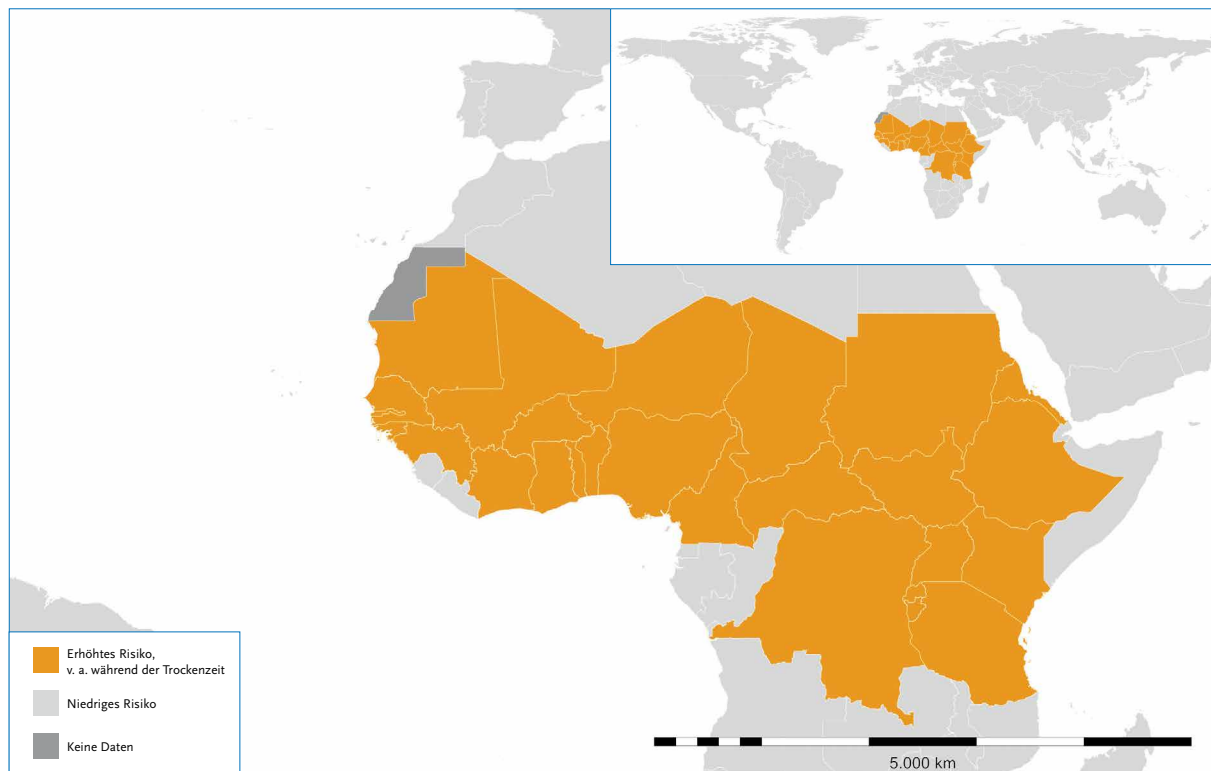 Erhöhtes Risiko,
v. a. während der Trockenzeit
Niedriges Risiko
Keine Daten
5.000 km